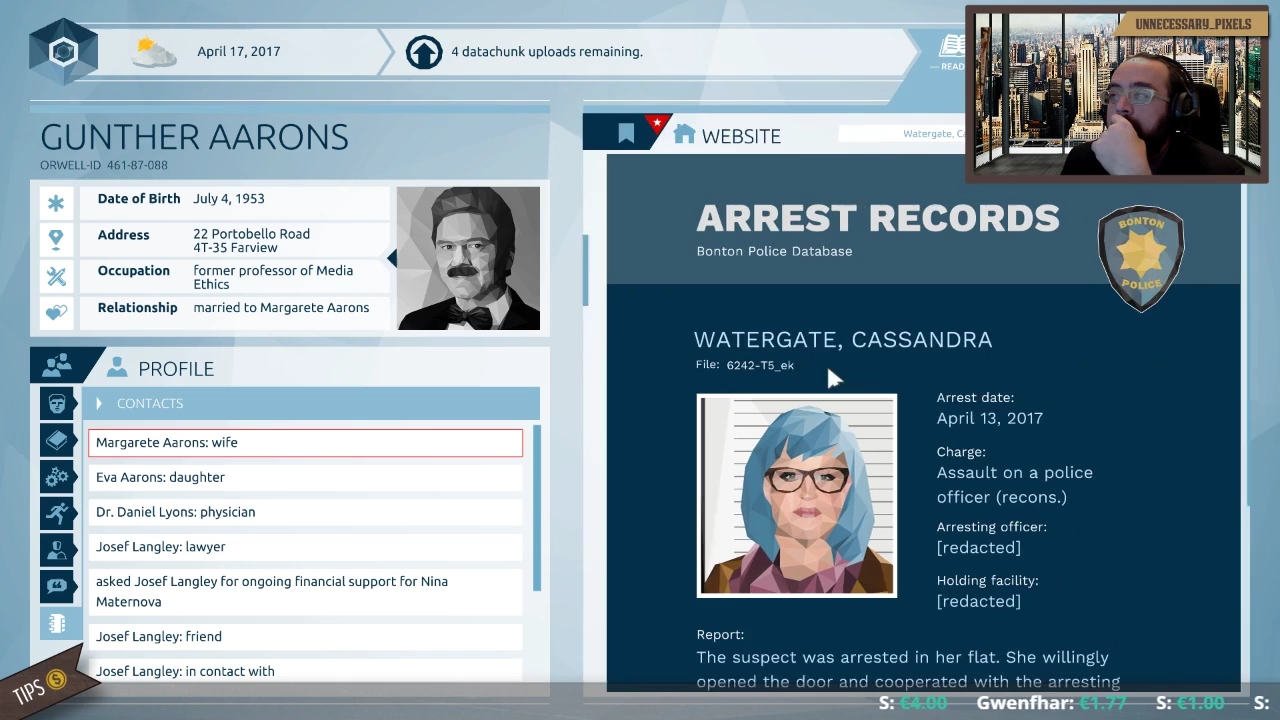 April 17, 2017
4 datachunk uploads remaining.
READ
UNNECESSARY_PIXELS
GUNTHER AARONS
ORWELL-ID 461-87-088
Date of Birth July 4, 1953
Address 22 Portobello Road
4T-35 Farview
Occupation former professor of Media
Ethics
Relationship married to Margarete Aarons
PROFILE
CONTACTS
Margarete Aarons: wife
Eva Aarons: daughter
Dr. Daniel Lyons: physician
Josef Langley: lawyer
asked Josef Langley for ongoing financial support for Nina
Maternova
Josef Langley: friend
Josef Langley: in contact with
TIPS
WEBSITE
Watergate, Ca
ARREST RECORDS
Bonton Police Database
BONTON
POLICE
WATERGATE, CASSANDRA
File: 6242-T5_ek
Arrest date:
April 13, 2017
Charge:
Assault on a police
officer (recons.)
Arresting officer:
[redacted]
Holding facility:
[redacted]
Report:
The suspect was arrested in her flat. She willingly
opened the door and cooperated with the arresting
S: €4.00 Gwenfhar: €1.77 S: €1.00 S: